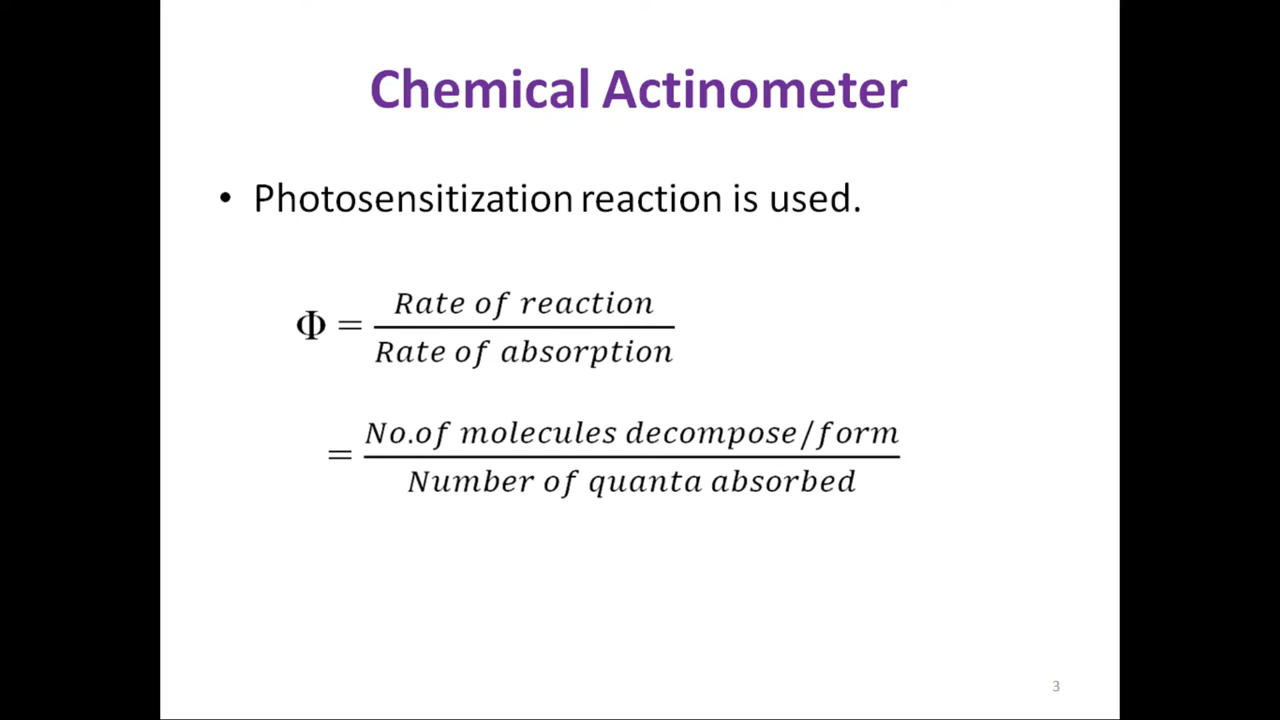 Chemical Actinometer
• Photosensitization reaction is used.
Φ = Rate of reaction / Rate of absorption
= No.of molecules decompose/form / Number of quanta absorbed
3